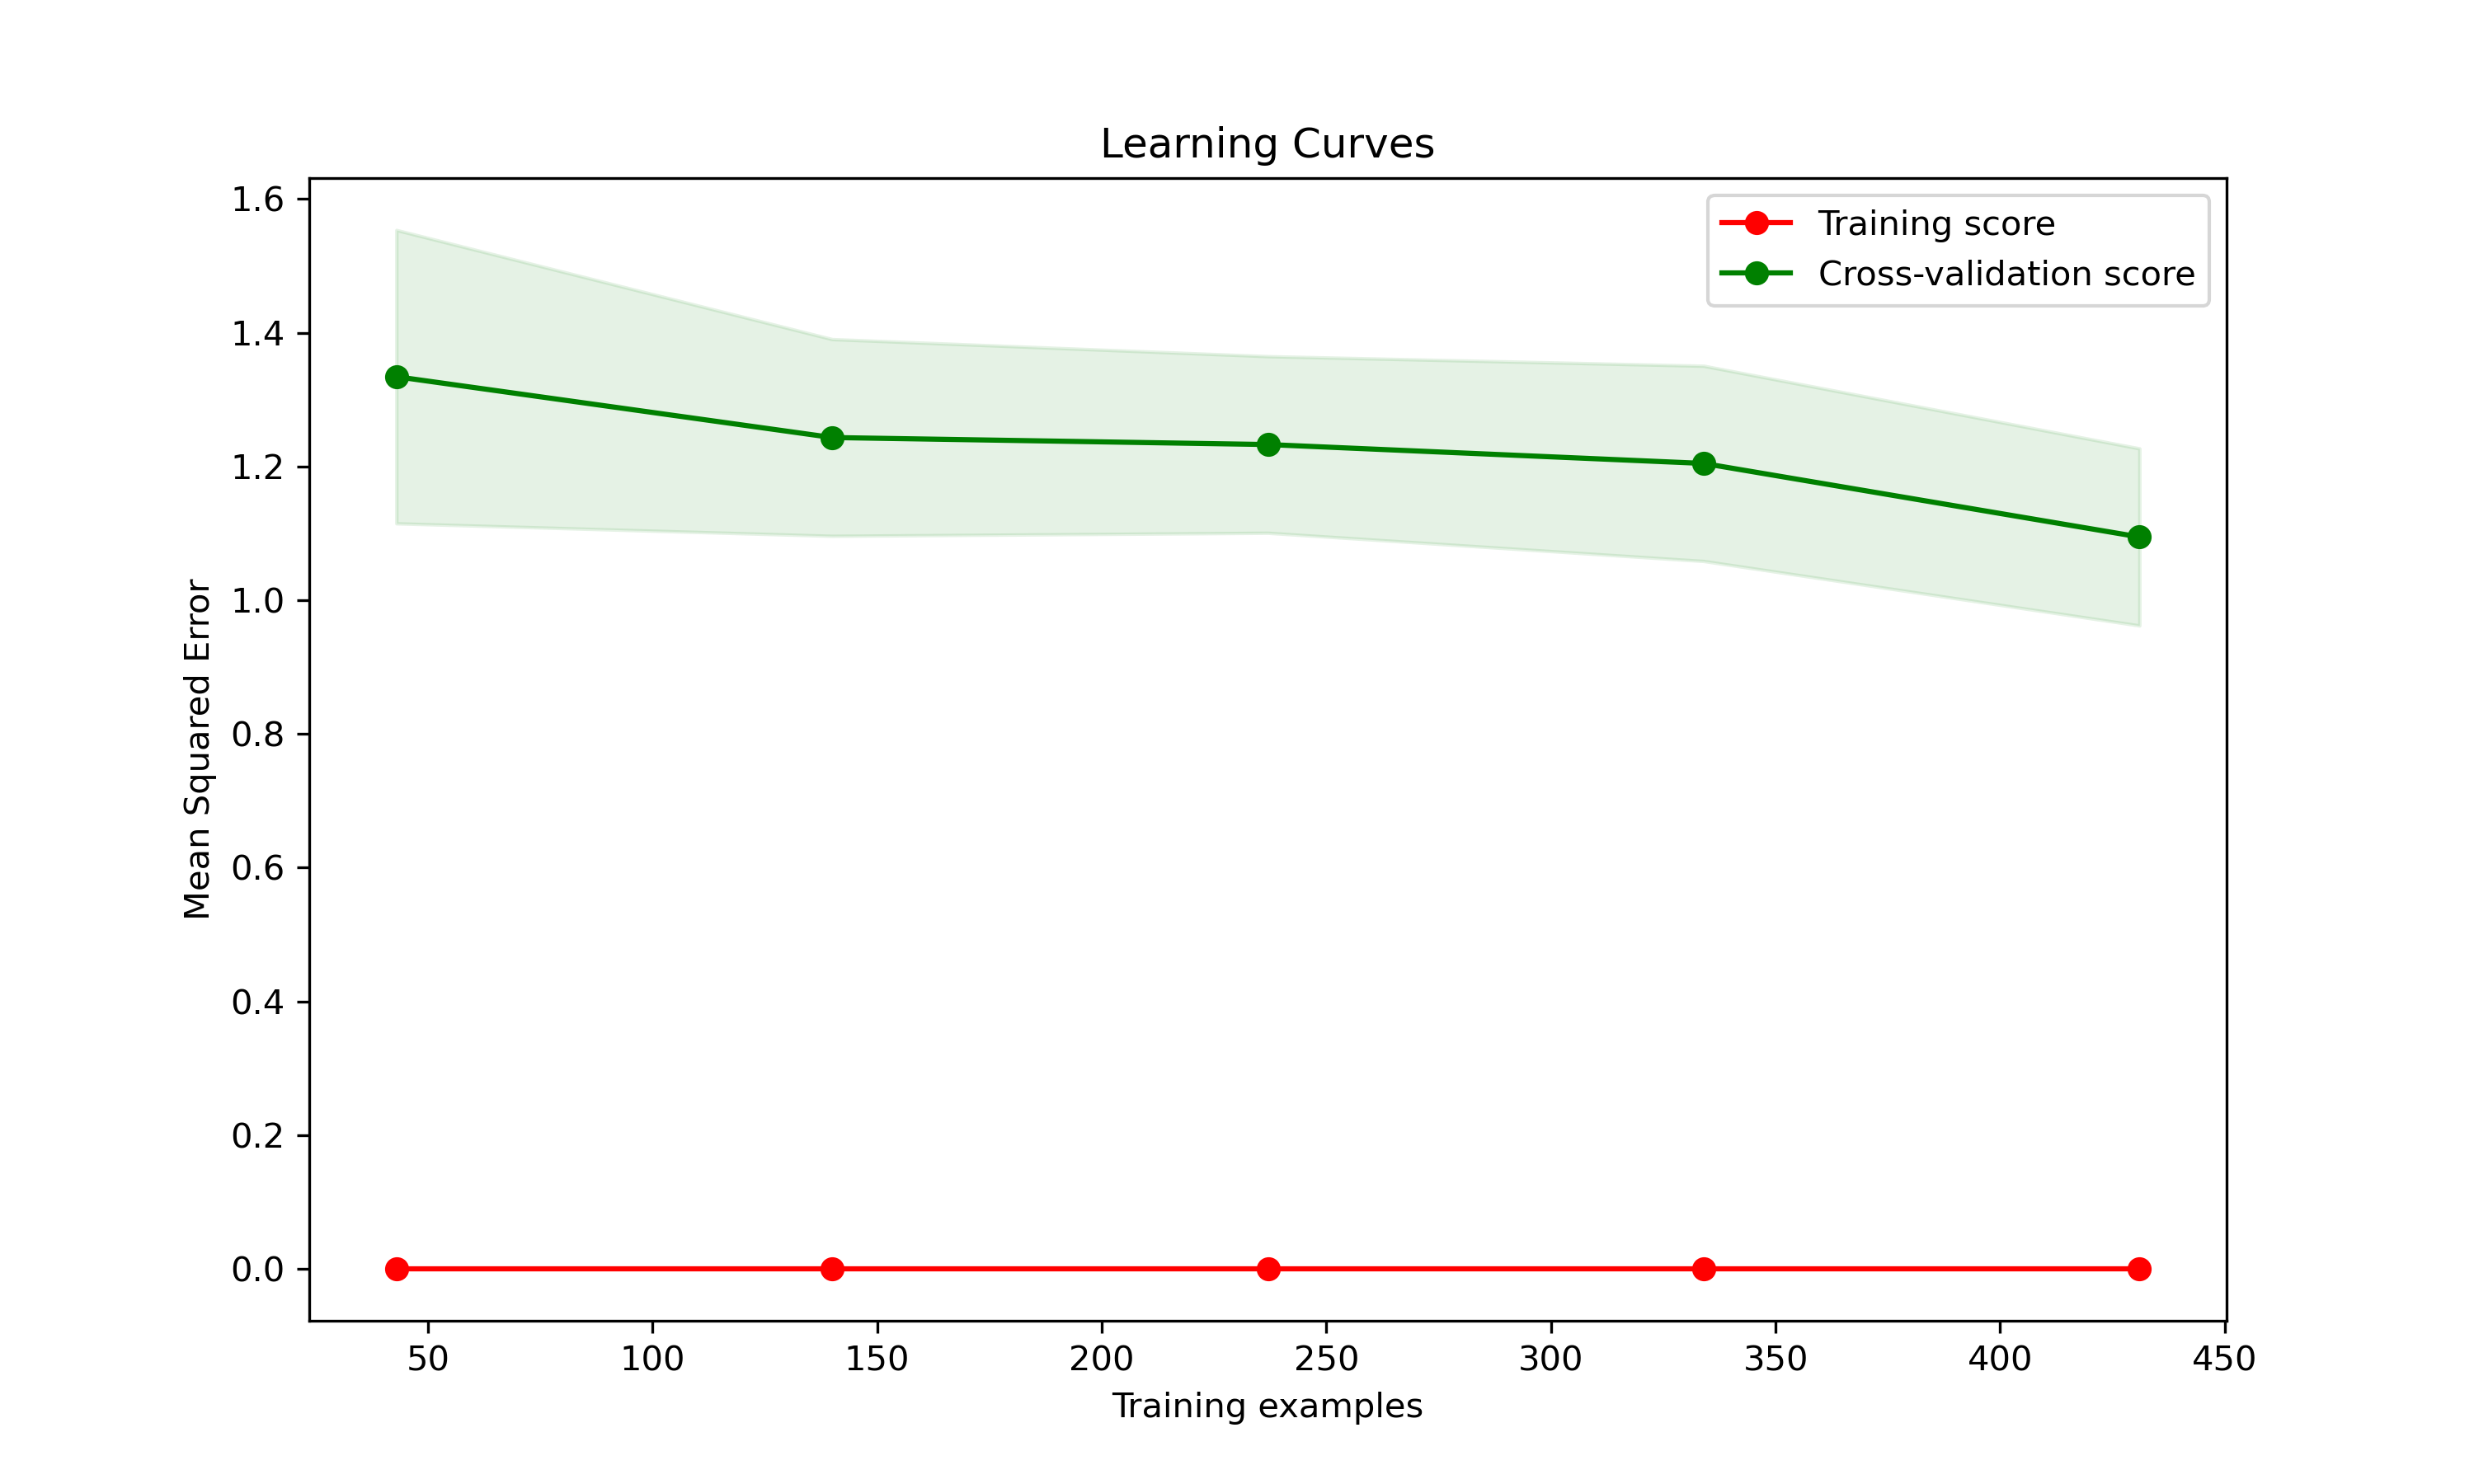 Learning Curves
Training score
Cross-validation score
1.6
1.4
1.2
1.0
0.8
0.6
0.4
0.2
0.0
Mean Squared Error
50 100 150 200 250 300 350 400 450
Training examples